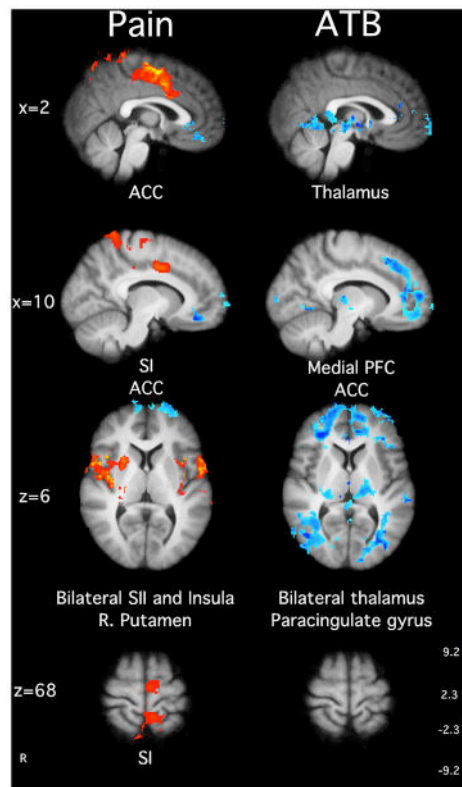 Pain ATB
x=2
ACC Thalamus
x=10
SI Medial PFC
ACC ACC
z=6
Bilateral SII and Insula Bilateral thalamus
R. Putamen Paracingulate gyrus
9.2
z=68 2.3
-2.3
R SI -9.2